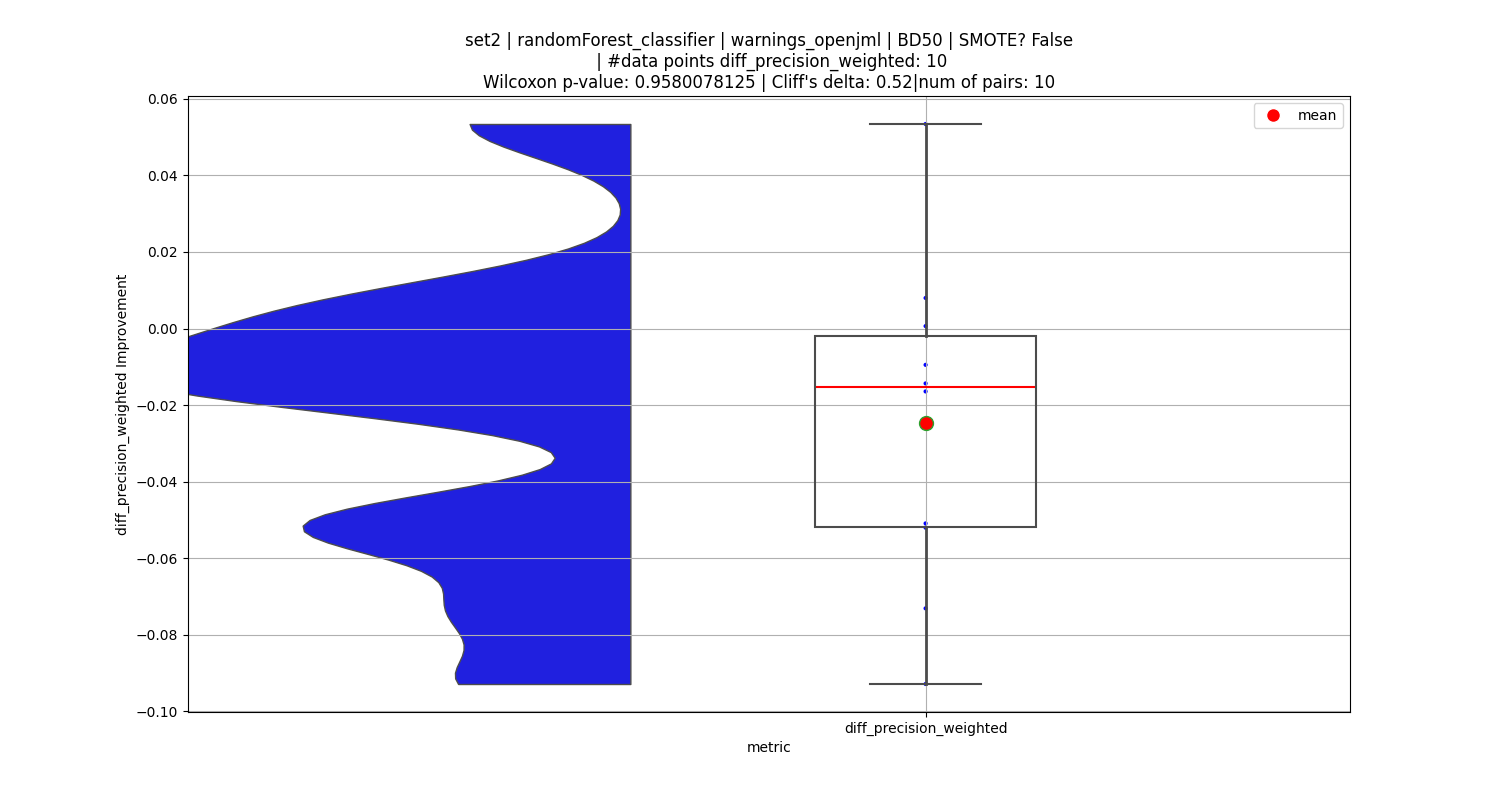 set2 | randomForest_classifier | warnings_openjml | BD50 | SMOTE? False
| #data points diff_precision_weighted: 10
Wilcoxon p-value: 0.9580078125 | Cliff's delta: 0.52|num of pairs: 10
mean
0.06
0.04
0.02
0.00
−0.02
−0.04
−0.06
−0.08
−0.10
diff_precision_weighted Improvement
diff_precision_weighted
metric